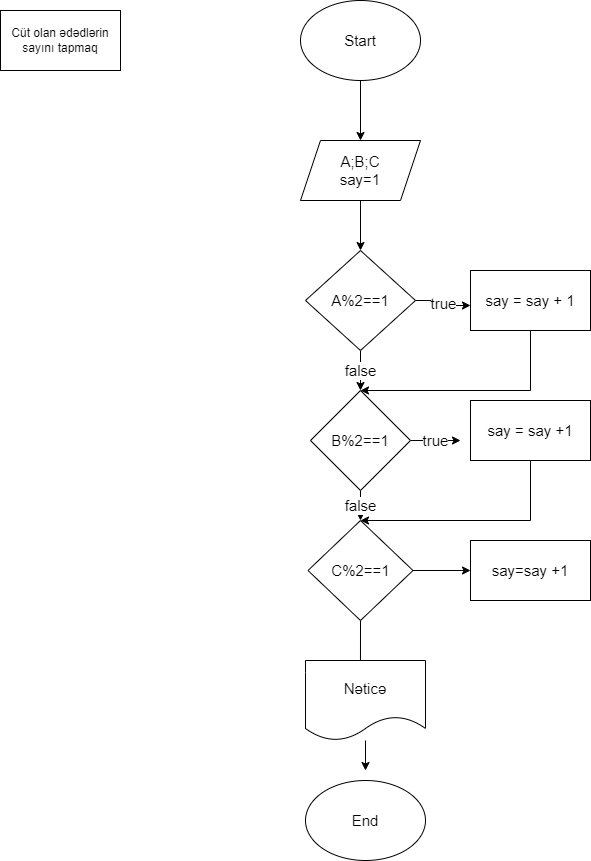 Cüt olan ədədlərin
sayını tapmaq
Start
A;B;C
say=1
A%2==1
true
say = say + 1
false
B%2==1
true
say = say +1
false
C%2==1
say=say +1
Nəticə
End